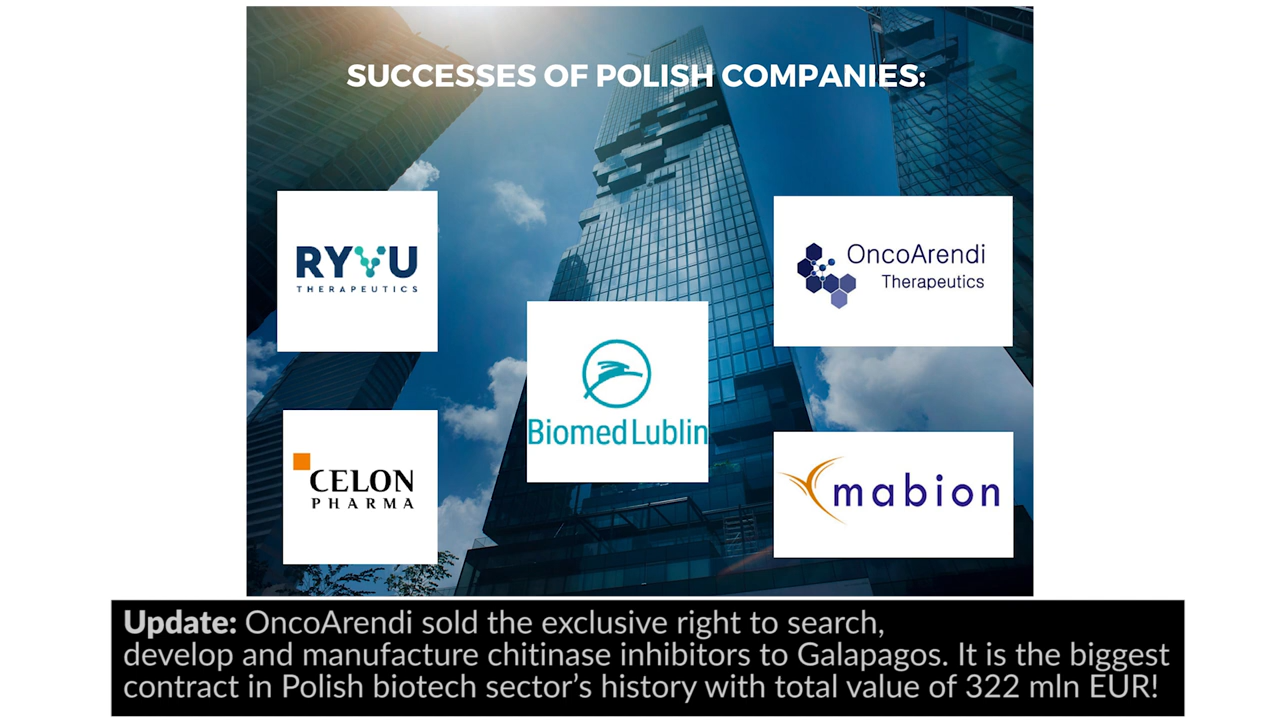 SUCCESSES OF POLISH COMPANIES:
RYVU
THERAPEUTICS
OncoArendi
Therapeutics
Biomed Lublin
CELON
PHARMA
mabion
Update: OncoArendi sold the exclusive right to search,
develop and manufacture chitinase inhibitors to Galapagos. It is the biggest
contract in Polish biotech sector’s history with total value of 322 mln EUR!